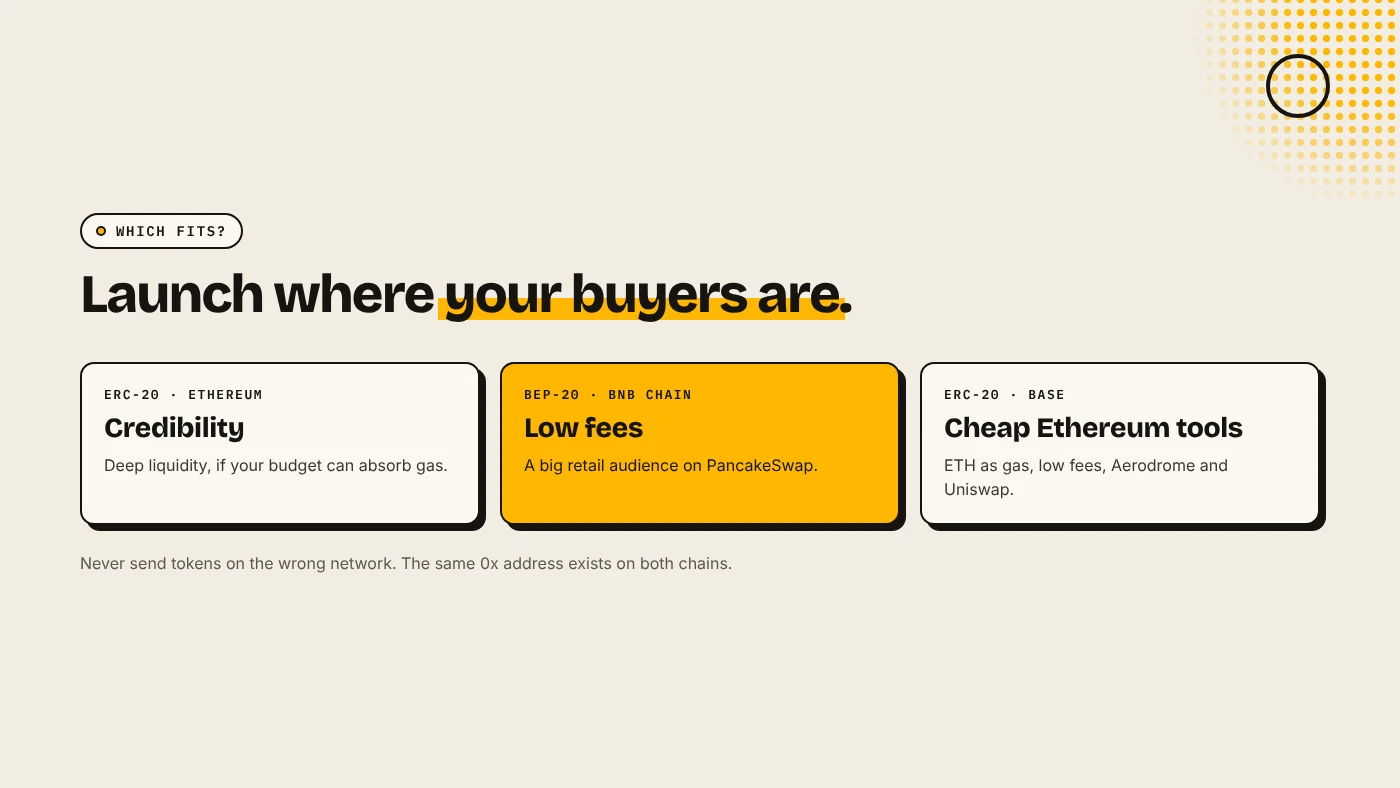 WHICH FITS?
Launch where your buyers are.
ERC-20 · ETHEREUM
Credibility
Deep liquidity, if your budget can absorb gas.
BEP-20 · BNB CHAIN
Low fees
A big retail audience on PancakeSwap.
ERC-20 · BASE
Cheap Ethereum tools
ETH as gas, low fees, Aerodrome and
Uniswap.
Never send tokens on the wrong network. The same 0x address exists on both chains.